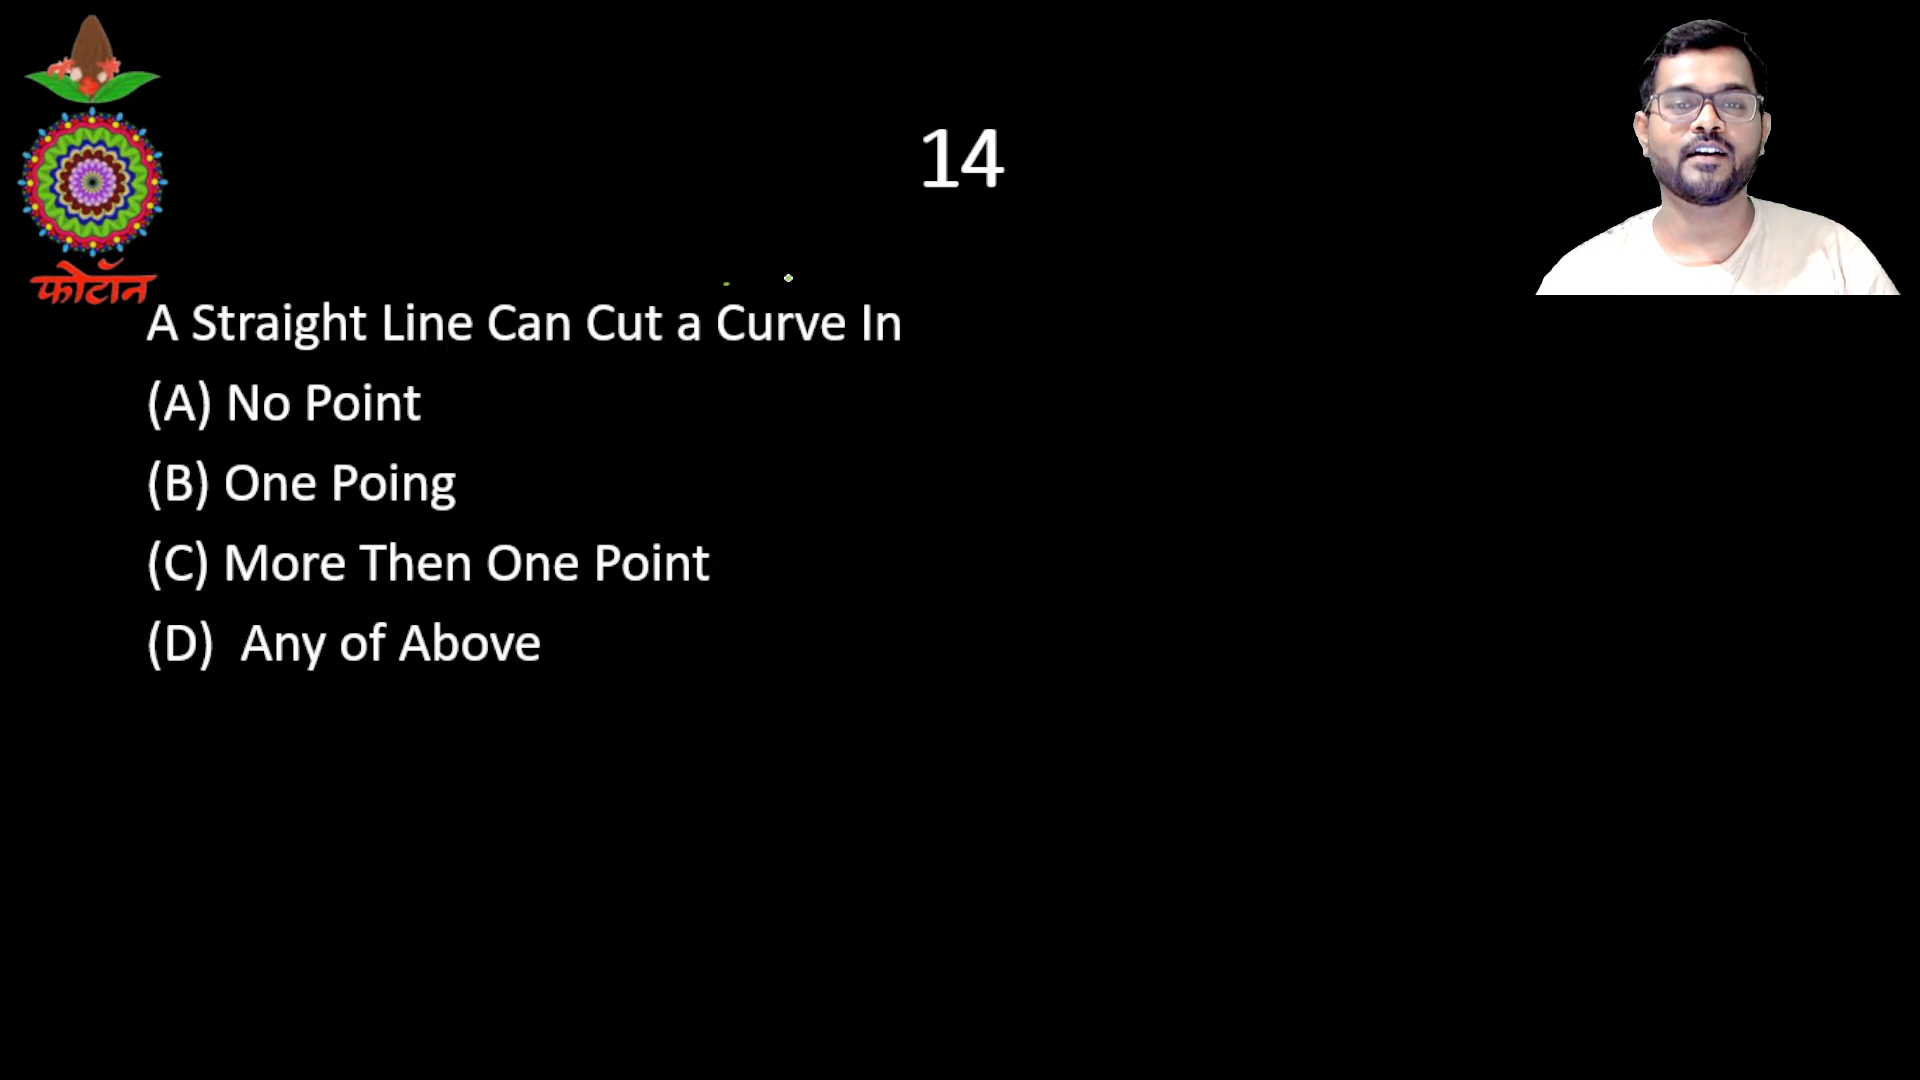 14
फोटॉन
A Straight Line Can Cut a Curve In
(A) No Point
(B) One Poing
(C) More Then One Point
(D) Any of Above